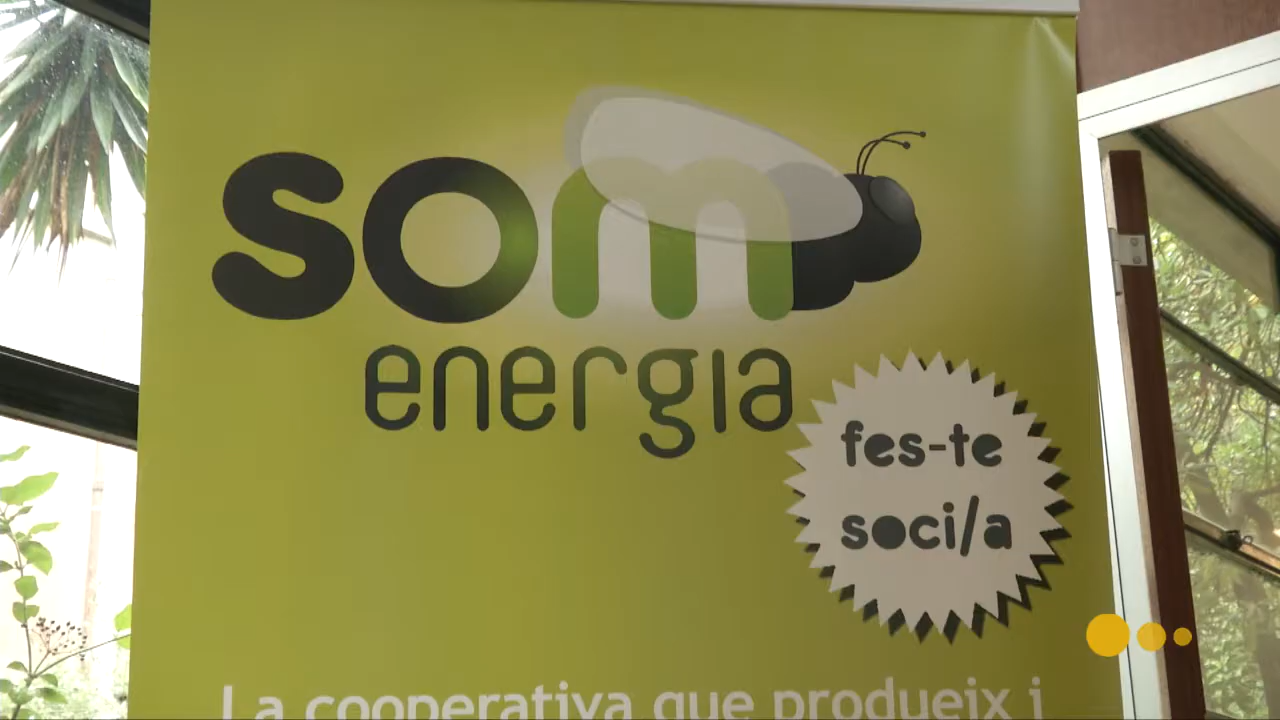 som
energia
fes-te
soci/a
La cooperativa que produeix i